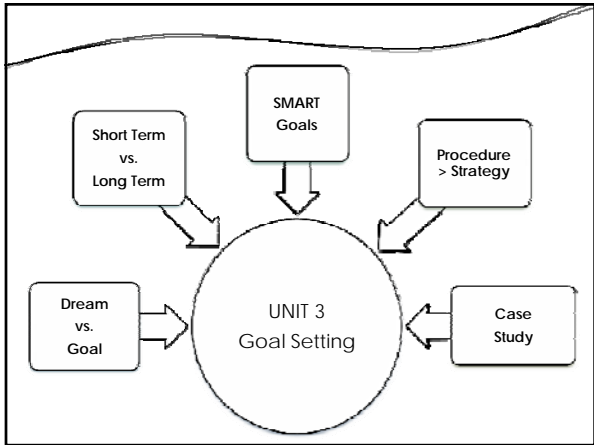 SMART
Goals
Short Term
vs.
Long Term
Procedure
> Strategy
Dream
vs.
Goal
UNIT 3
Goal Setting
Case
Study